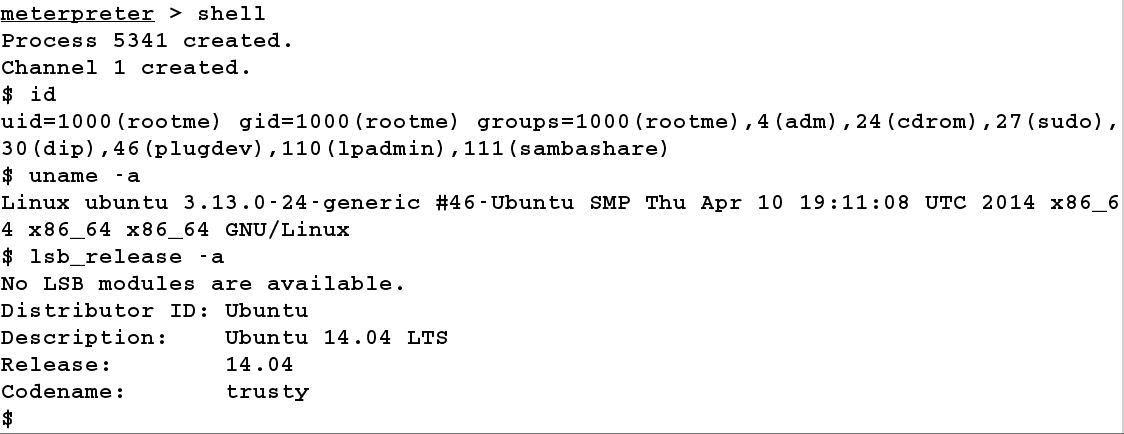 meterpreter > shell
Process 5341 created.
Channel 1 created.
$ id
uid=1000(rootme) gid=1000(rootme) groups=1000(rootme),4(adm),24(cdrom),27(sudo),
30(dip),46(plugdev),110(lpadmin),111(sambashare)
$ uname -a
Linux ubuntu 3.13.0-24-generic #46-Ubuntu SMP Thu Apr 10 19:11:08 UTC 2014 x86_6
4 x86_64 x86_64 GNU/Linux
$ lsb_release -a
No LSB modules are available.
Distributor ID: Ubuntu
Description:    Ubuntu 14.04 LTS
Release:        14.04
Codename:       trusty
$